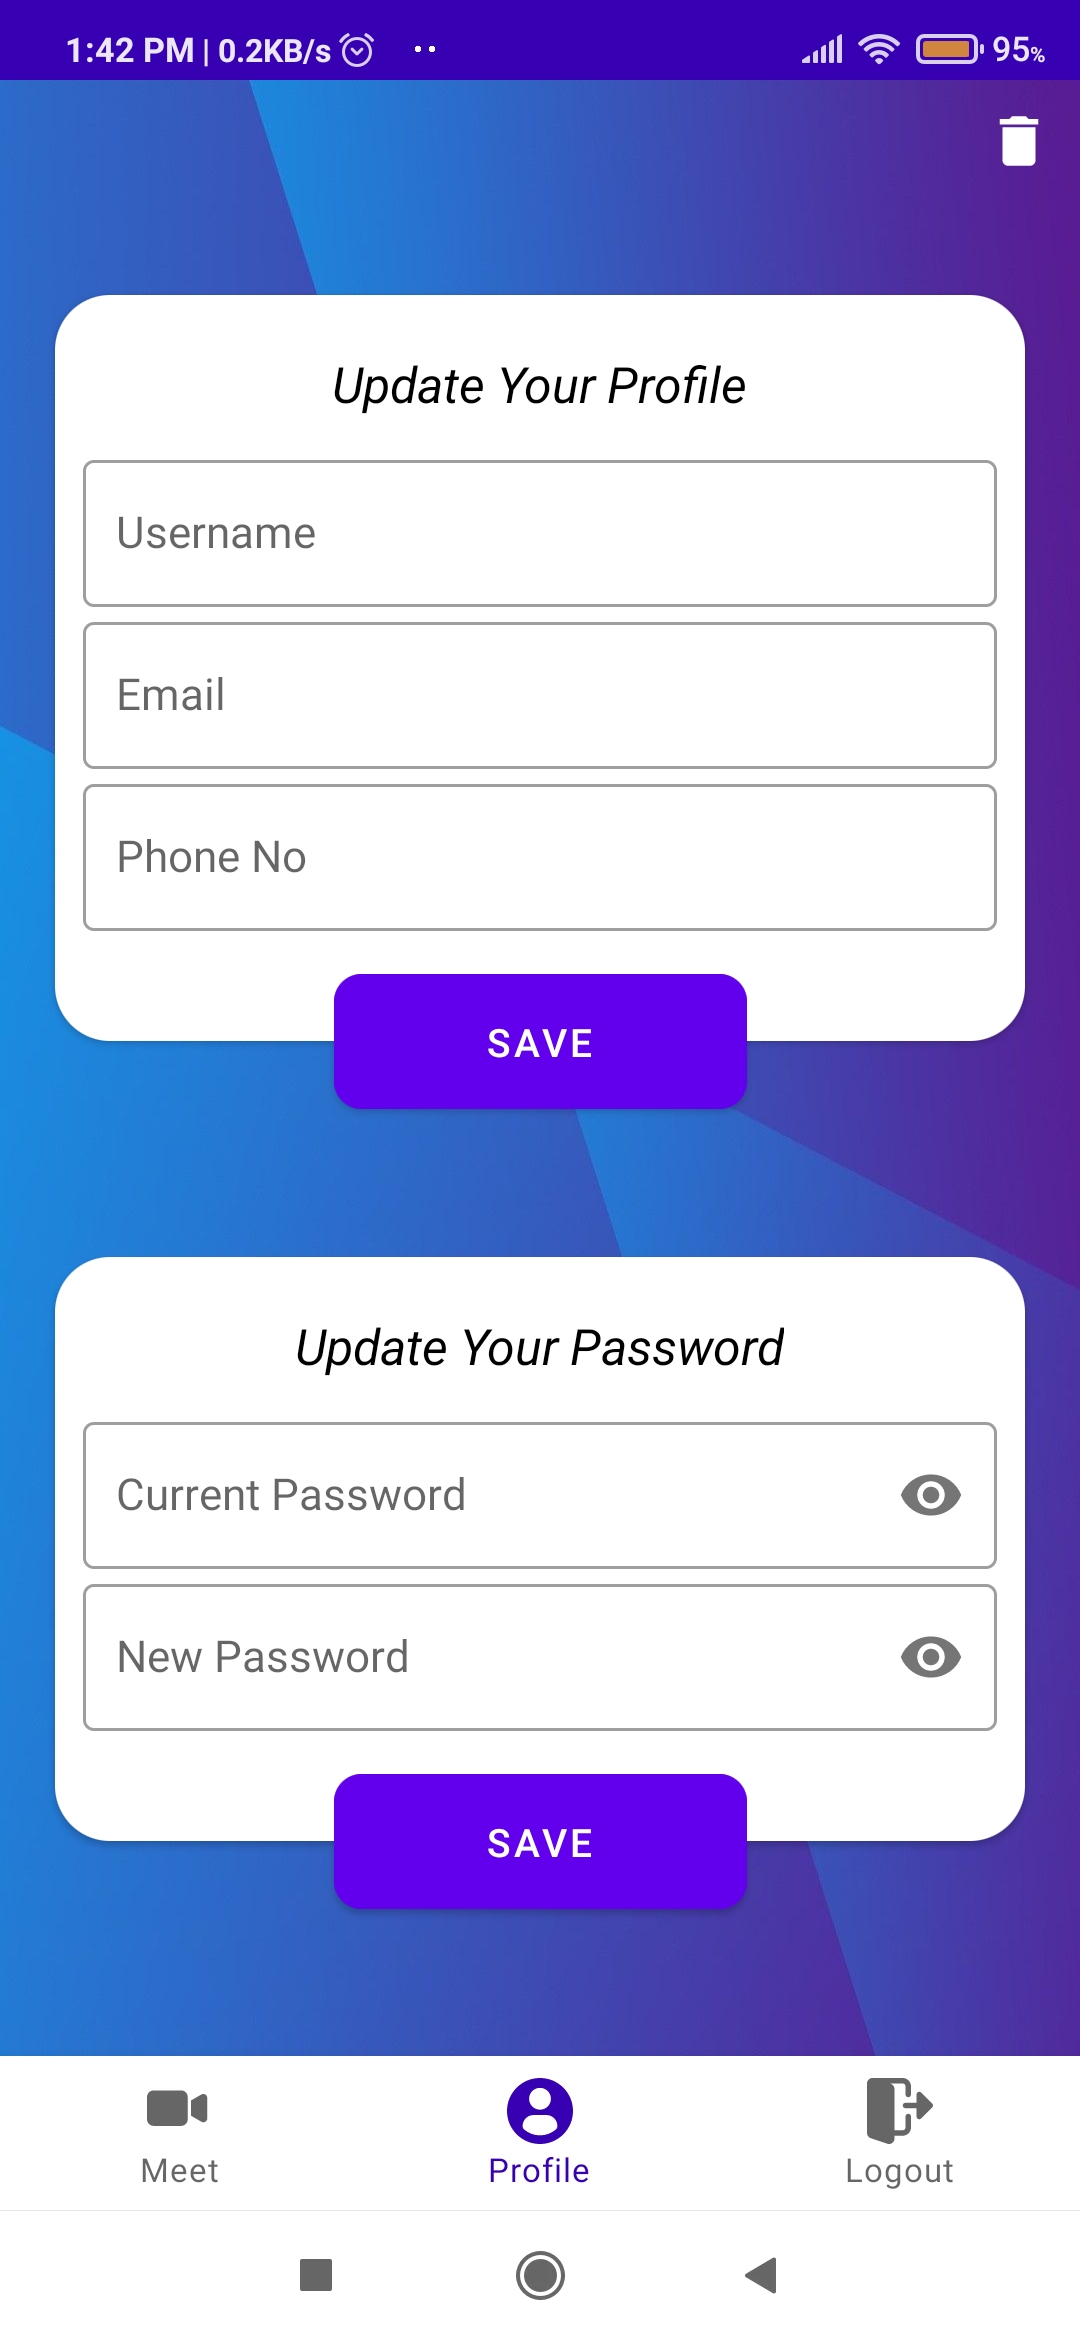 1:42 PM | 0.2KB/s 95%
Update Your Profile
Username
Email
Phone No
SAVE
Update Your Password
Current Password
New Password
SAVE
Meet Profile Logout